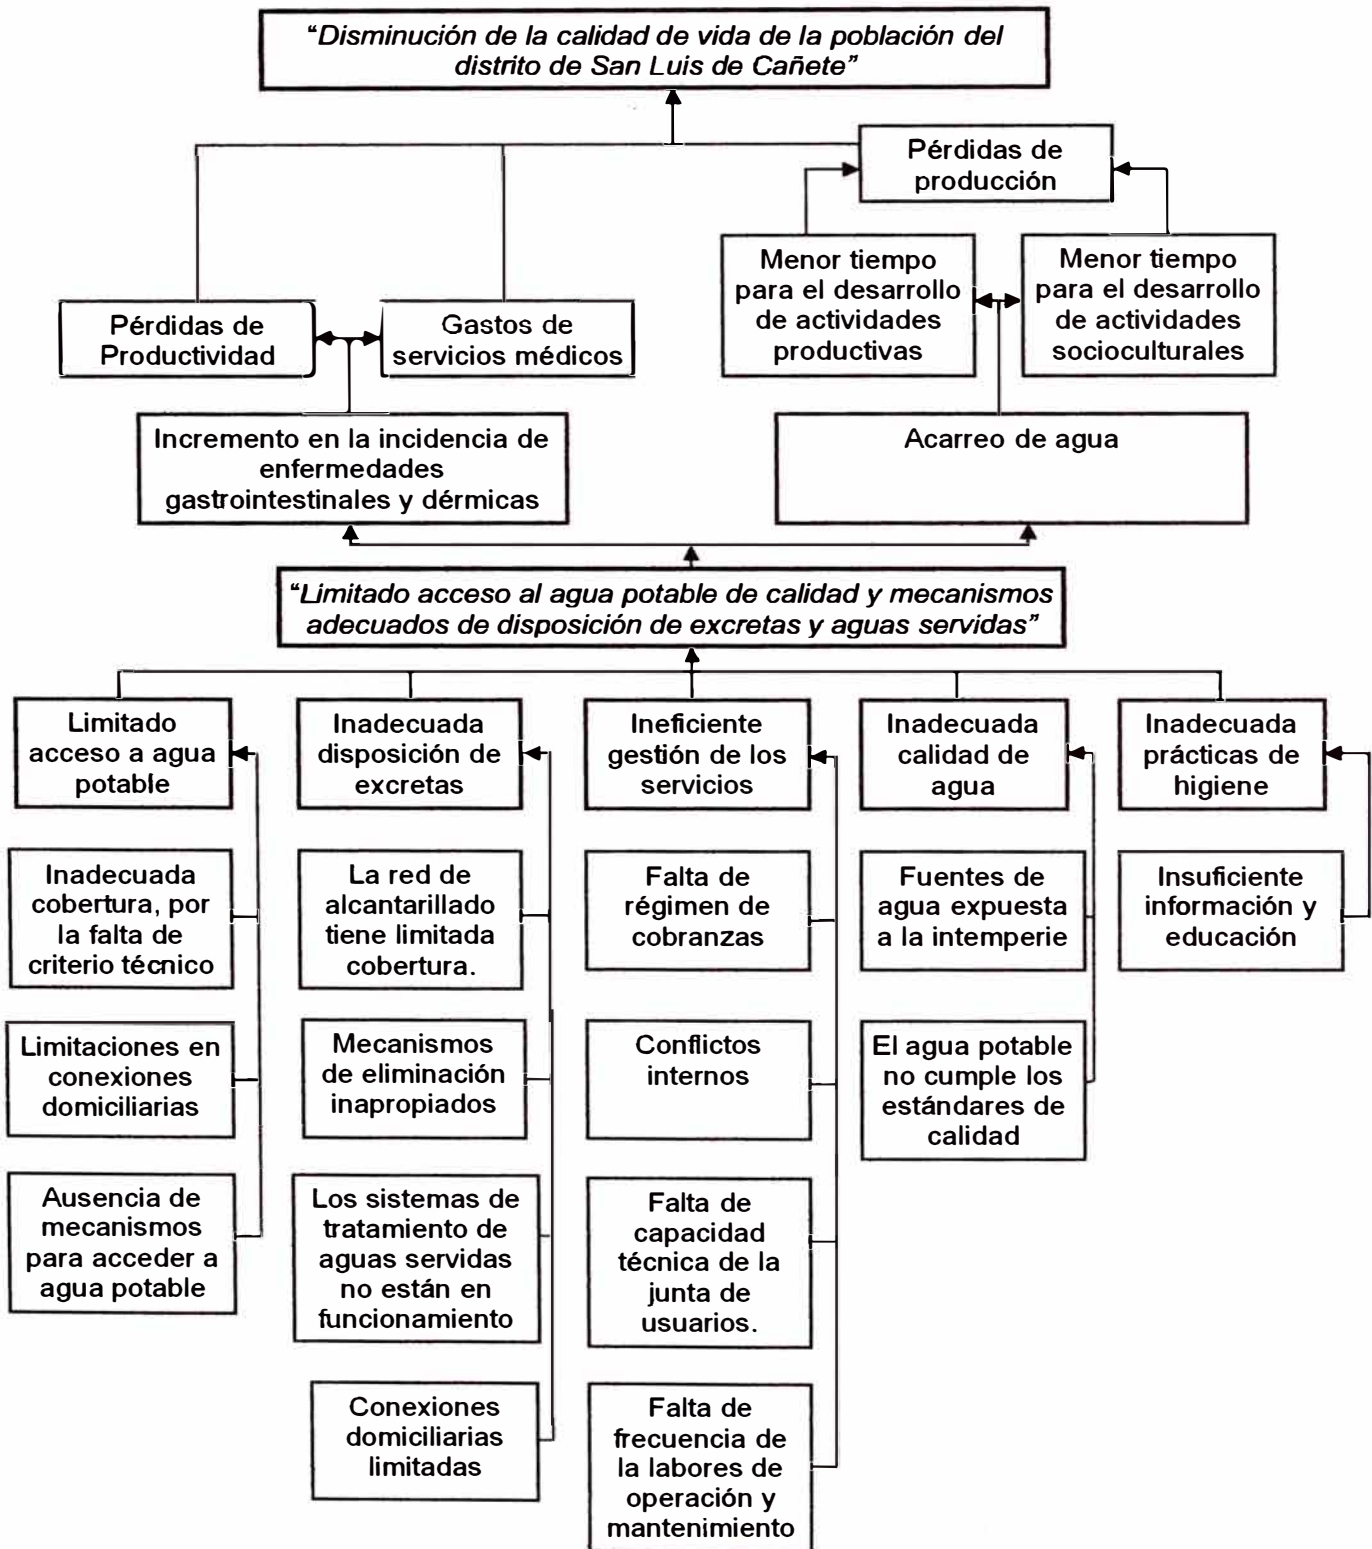 “Disminución de la calidad de vida de la población del
distrito de San Luis de Cañete”
Pérdidas de
producción
Menor tiempo
para el desarrollo
de actividades
productivas
Menor tiempo
para el desarrollo
de actividades
socioculturales
Pérdidas de
Productividad
Gastos de
servicios médicos
Incremento en la incidencia de
enfermedades
gastrointestinales y dérmicas
Acarreo de agua
“Limitado acceso al agua potable de calidad y mecanismos
adecuados de disposición de excretas y aguas servidas”
Limitado
acceso a agua
potable
Inadecuada
disposición de
excretas
Ineficiente
gestión de los
servicios
Inadecuada
calidad de
agua
Inadecuada
prácticas de
higiene
Inadecuada
cobertura, por
la falta de
criterio técnico
La red de
alcantarillado
tiene limitada
cobertura.
Falta de
régimen de
cobranzas
Fuentes de
agua expuesta
a la intemperie
Insuficiente
información y
educación
Limitaciones en
conexiones
domiciliarias
Mecanismos
de eliminación
inapropiados
Conflictos
internos
El agua potable
no cumple los
estándares de
calidad
Ausencia de
mecanismos
para acceder a
agua potable
Los sistemas de
tratamiento de
aguas servidas
no están en
funcionamiento
Falta de
capacidad
técnica de la
junta de
usuarios.
Conexiones
domiciliarias
limitadas
Falta de
frecuencia de
la labores de
operación y
mantenimiento